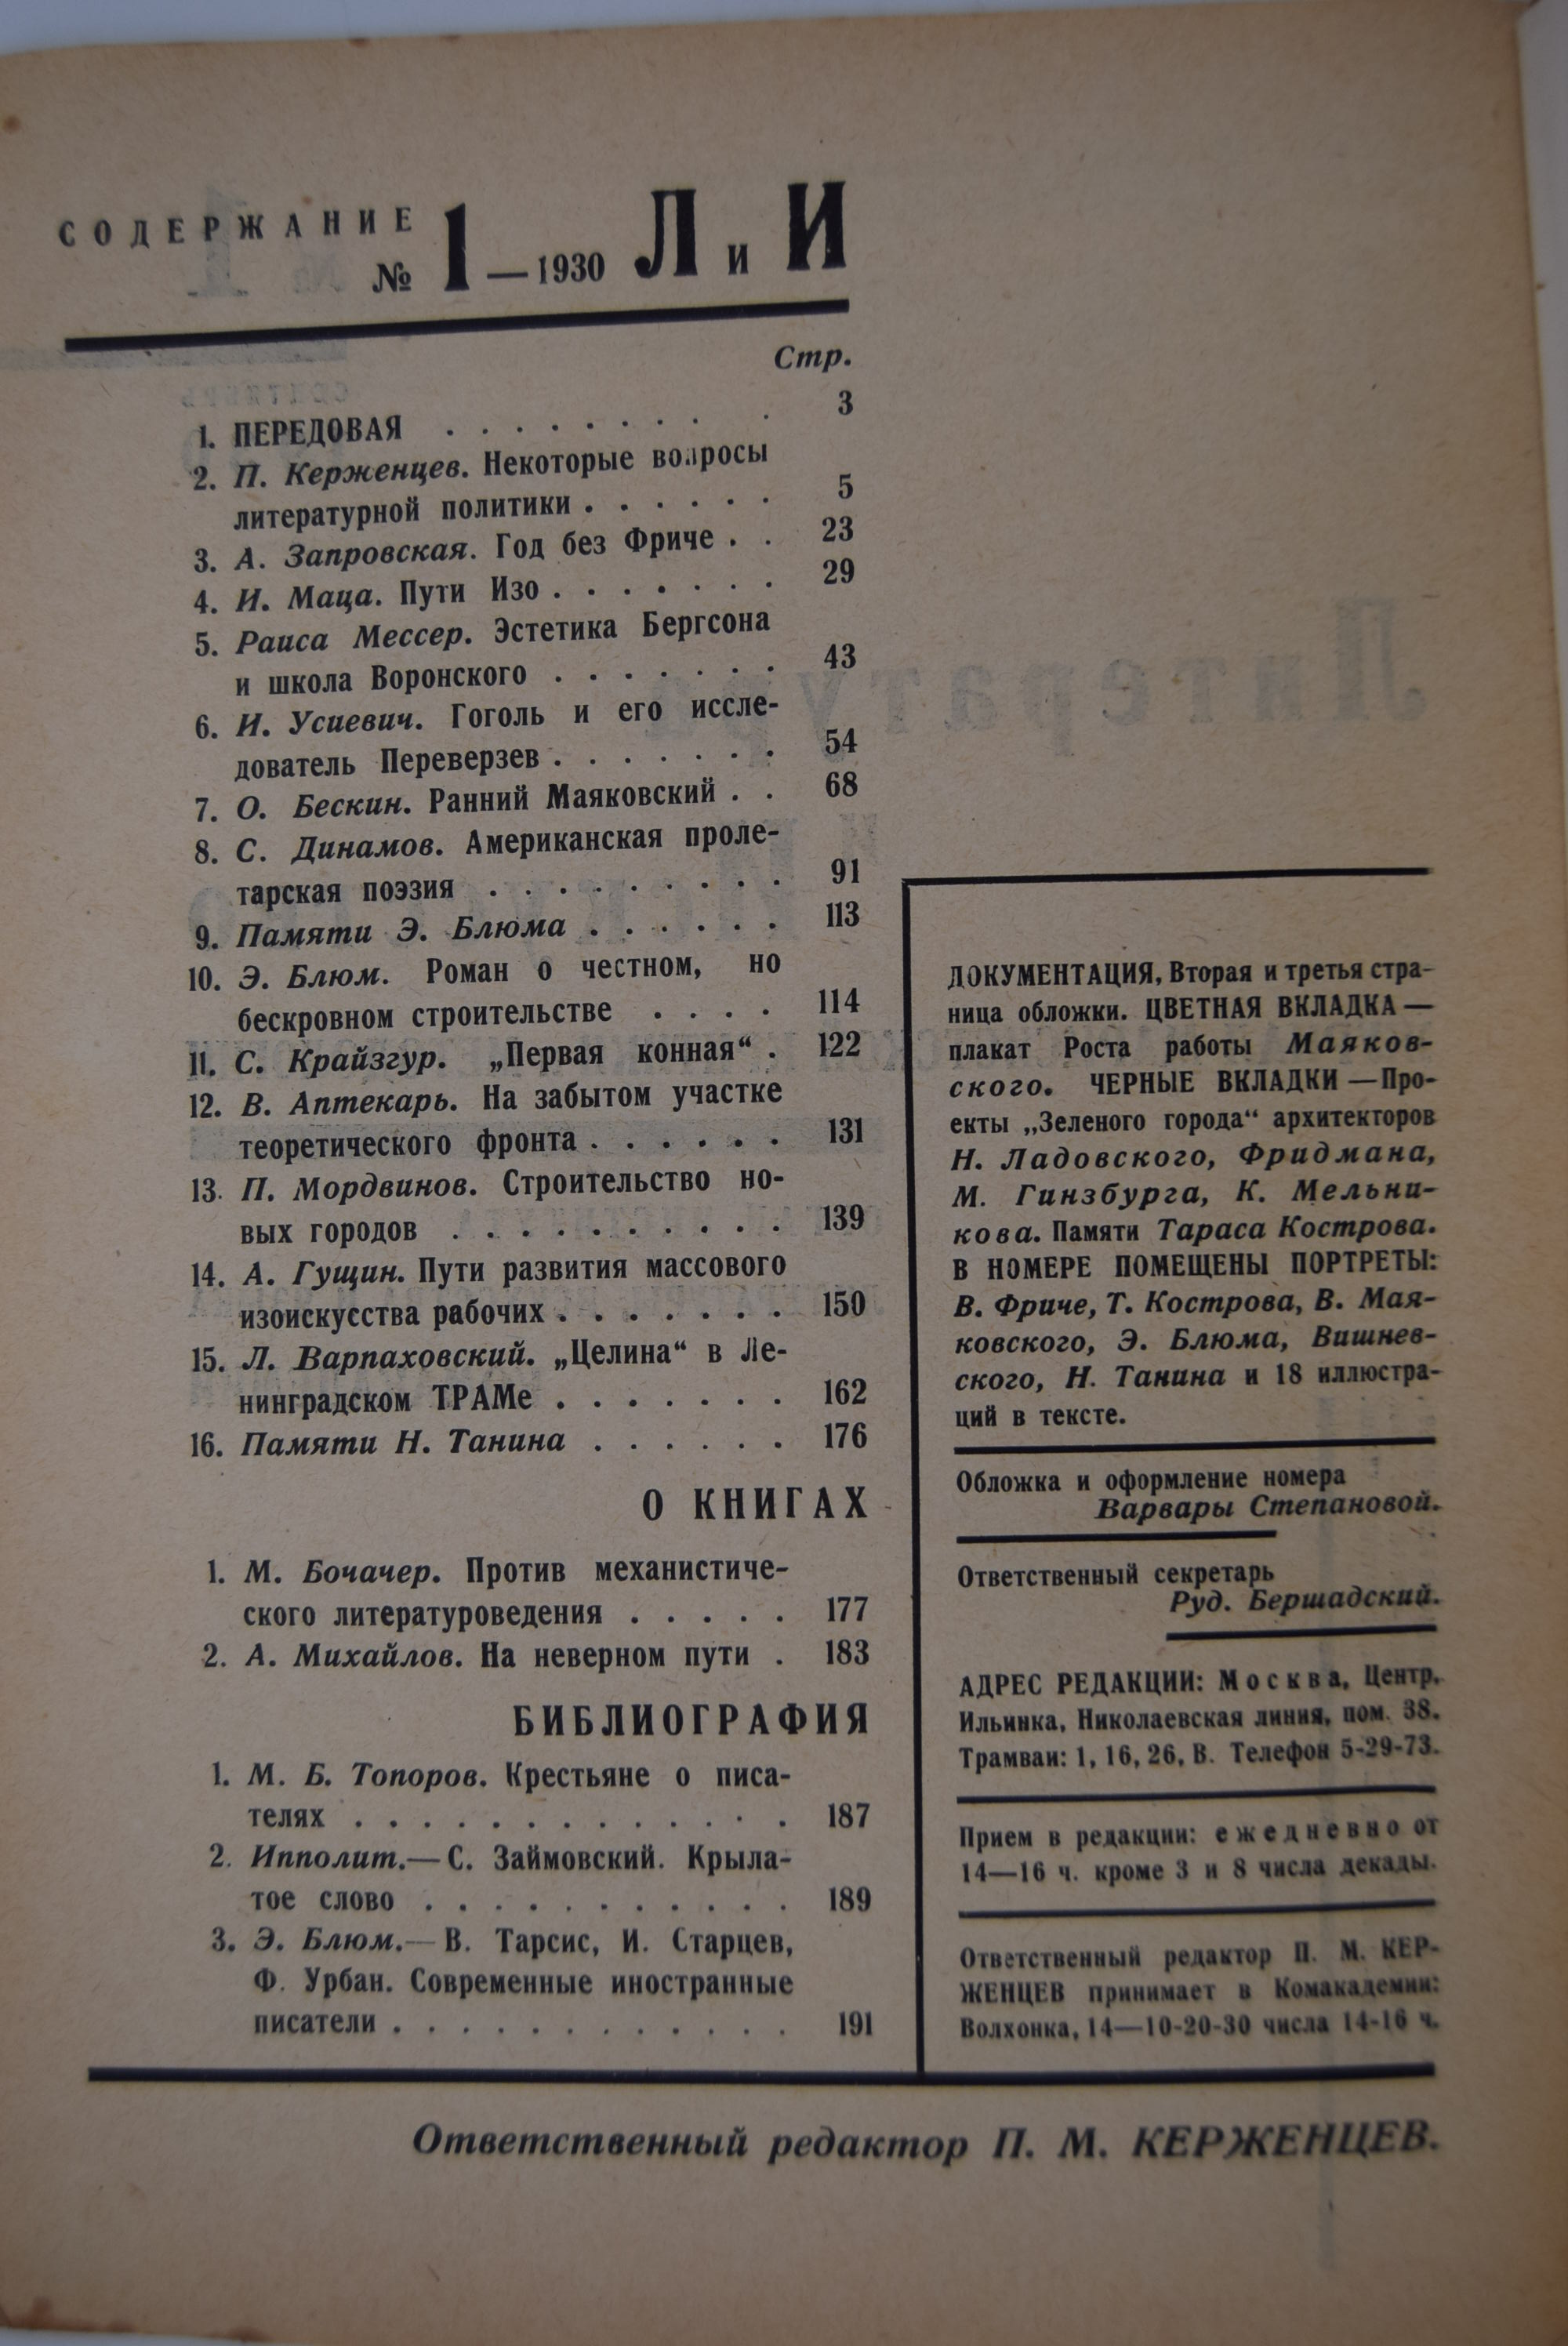 СОДЕРЖАНИЕ
№ 1 — 1930 Л и И
Стр.
1. ПЕРЕДОВАЯ . . . . . . . . . 3
2. П. Керженцев. Некоторые вопросы
литературной политики . . . . . . 5
3. А. Запровская. Год без Фриче . . 23
4. И. Маца. Пути Изо . . . . . . . 29
5. Раиса Мессер. Эстетика Бергсона
и школа Воронского . . . . . . . 43
6. И. Усиевич. Гоголь и его иссле-
дователь Переверзев . . . . . . . 54
7. О. Бескин. Ранний Маяковский . . 68
8. С. Динамов. Американская проле-
тарская поэзия . . . . . . . . . 91
9. Памяти Э. Блюма . . . . . . 113
10. Э. Блюм. Роман о честном, но
бескровном строительстве . . . . 114
11. С. Крайзгур. „Первая конная“ . 122
12. В. Аптекарь. На забытом участке
теоретического фронта . . . . . . 131
13. П. Мордвинов. Строительство но-
вых городов . . . . . . . . . . 139
14. А. Гущин. Пути развития массового
изоискусства рабочих . . . . . . . 150
15. Л. Варпаховский. „Целина“ в Ле-
нинградском ТРАМе . . . . . . . 162
16. Памяти Н. Танина . . . . . . 176
О КНИГАХ
1. М. Бочачер. Против механистиче-
ского литературоведения . . . . . 177
2. А. Михайлов. На неверном пути . 183
БИБЛИОГРАФИЯ
1. М. Б. Топоров. Крестьяне о писа-
телях . . . . . . . . . . . . . 187
2. Ипполит.— С. Займовский. Крыла-
тое слово . . . . . . . . . . . 189
3. Э. Блюм.— В. Тарсис, И. Старцев,
Ф. Урбан. Современные иностранные
писатели . . . . . . . . . . . . 191
ДОКУМЕНТАЦИЯ, Вторая и третья стра-
ница обложки. ЦВЕТНАЯ ВКЛАДКА —
плакат Роста работы Маяков-
ского. ЧЕРНЫЕ ВКЛАДКИ — Про-
екты „Зеленого города“ архитекторов
Н. Ладовского, Фридмана,
М. Гинзбурга, К. Мельни-
кова. Памяти Тараса Кострова.
В НОМЕРЕ ПОМЕЩЕНЫ ПОРТРЕТЫ:
В. Фриче, Т. Кострова, В. Мая-
ковского, Э. Блюма, Вишнев-
ского, Н. Танина и 18 иллюстра-
ций в тексте.
Обложка и оформление номера
Варвары Степановой.
Ответственный секретарь
Руд. Бершадский.
АДРЕС РЕДАКЦИИ: Москва, Центр,
Ильинка, Николаевская линия, пом. 38.
Трамваи: 1, 16, 26, В. Телефон 5-29-73.
Прием в редакции: ежедневно от
14—16 ч. кроме 3 и 8 числа декады.
Ответственный редактор П. М. КЕР-
ЖЕНЦЕВ принимает в Комакадемии:
Волхонка, 14—10-20-30 числа 14-16 ч.
Ответственный редактор П. М. КЕРЖЕНЦЕВ.